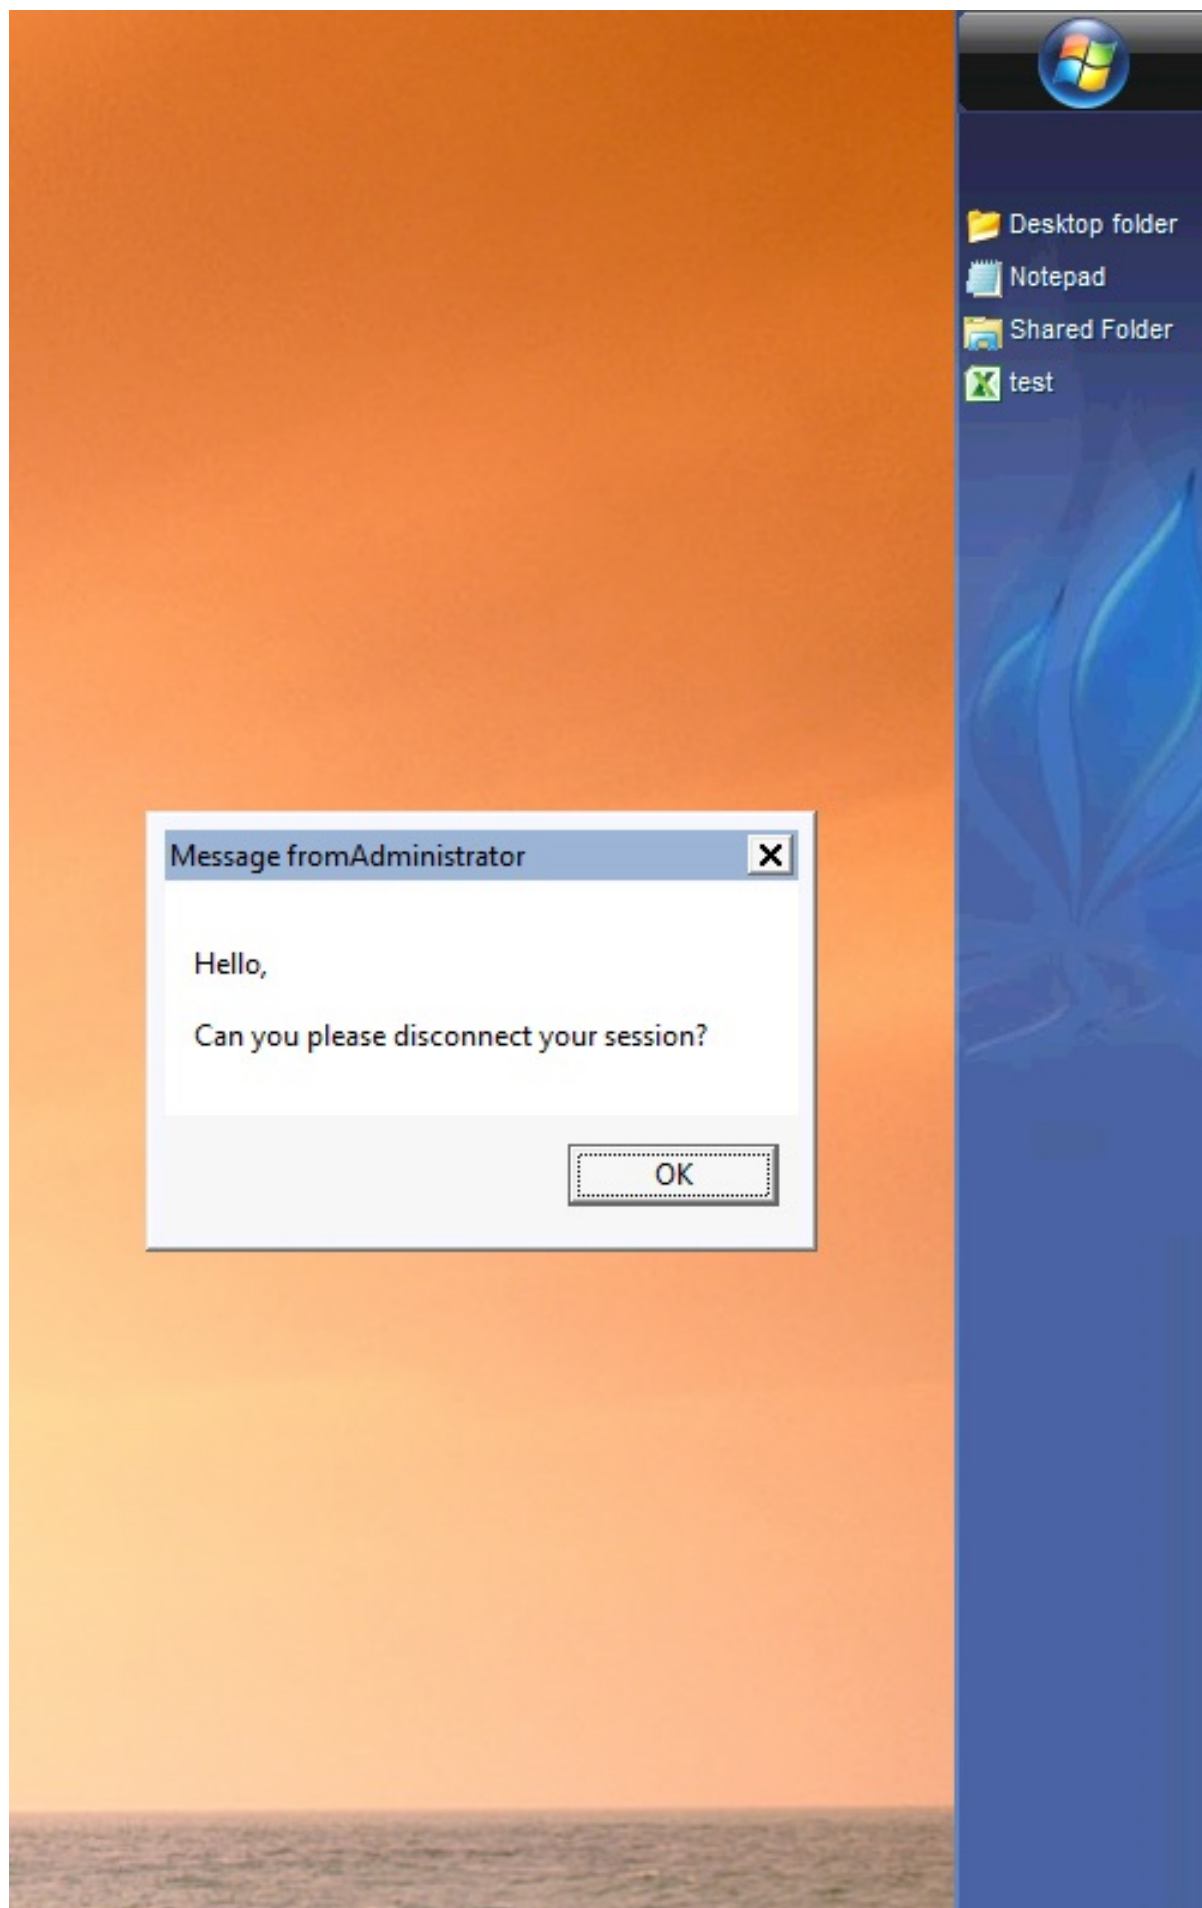 Desktop folder
Notepad
Shared Folder
test
Message fromAdministrator
Hello,
Can you please disconnect your session?
OK